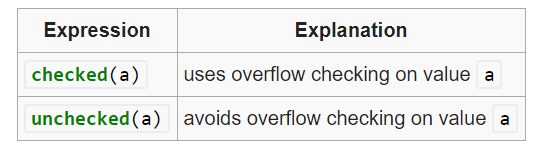 Expression Explanation
checked(a) uses overflow checking on value a
unchecked(a) avoids overflow checking on value a